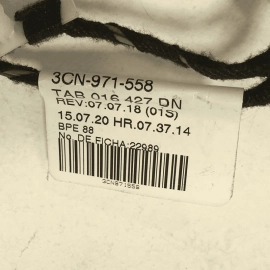 3CN-971-558
TAB 016 427 DN
REV:07.07.18 (01S)
15.07.20 HR.07.37.14
BPE 88
No. DE FICHA:22989
3CN971558